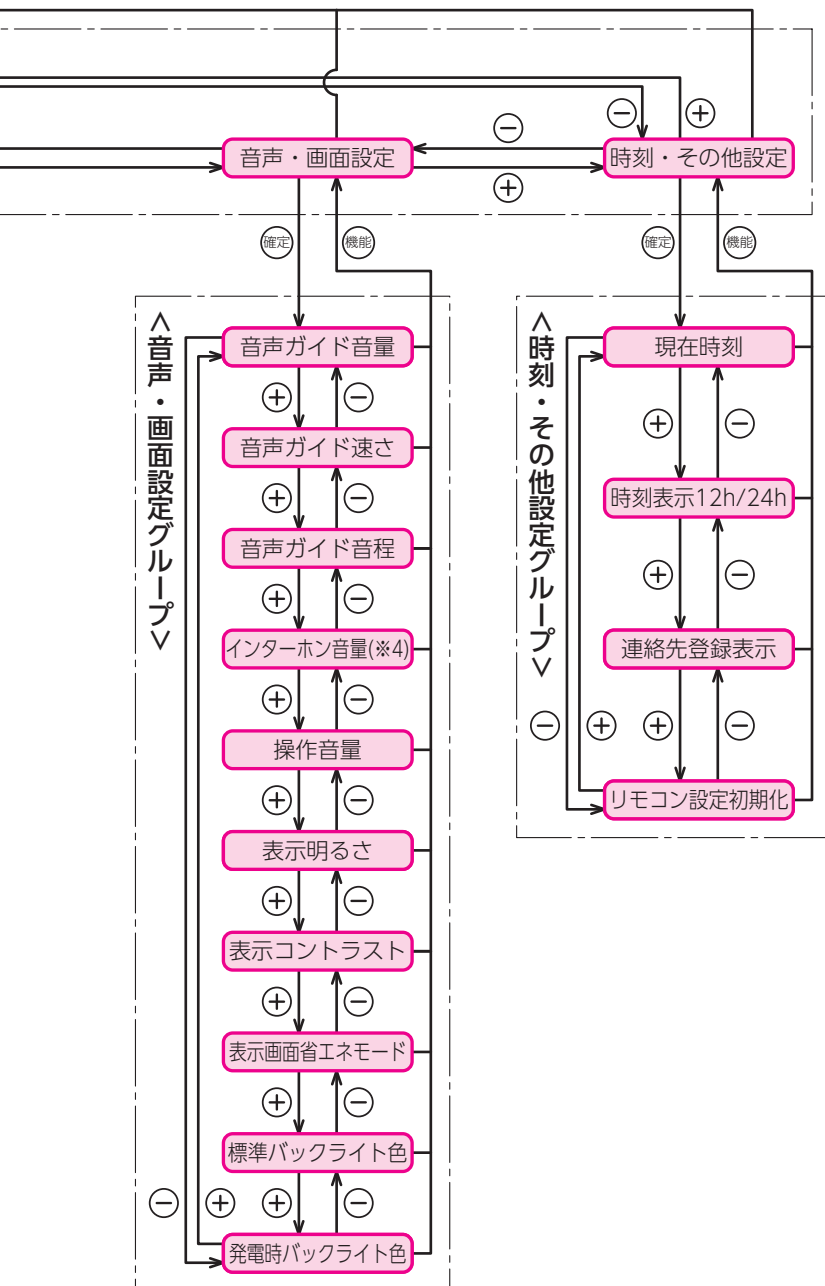 ⊖
⊕
⊖
音声・画面設定
時刻・その他設定
⊕
確定
機能
確定
機能
<音声・画面設定グループ>
音声ガイド音量
⊕
⊖
音声ガイド速さ
⊕
⊖
音声ガイド音程
⊕
⊖
インターホン音量(※4)
⊕
⊖
操作音量
⊕
⊖
表示明るさ
⊕
⊖
表示コントラスト
⊕
⊖
表示画面省エネモード
⊕
⊖
標準バックライト色
⊖
⊕
⊕
⊖
発電時バックライト色
<時刻・その他設定グループ>
現在時刻
⊕
⊖
時刻表示12h/24h
⊕
⊖
連絡先登録表示
⊖
⊕
⊕
⊖
リモコン設定初期化